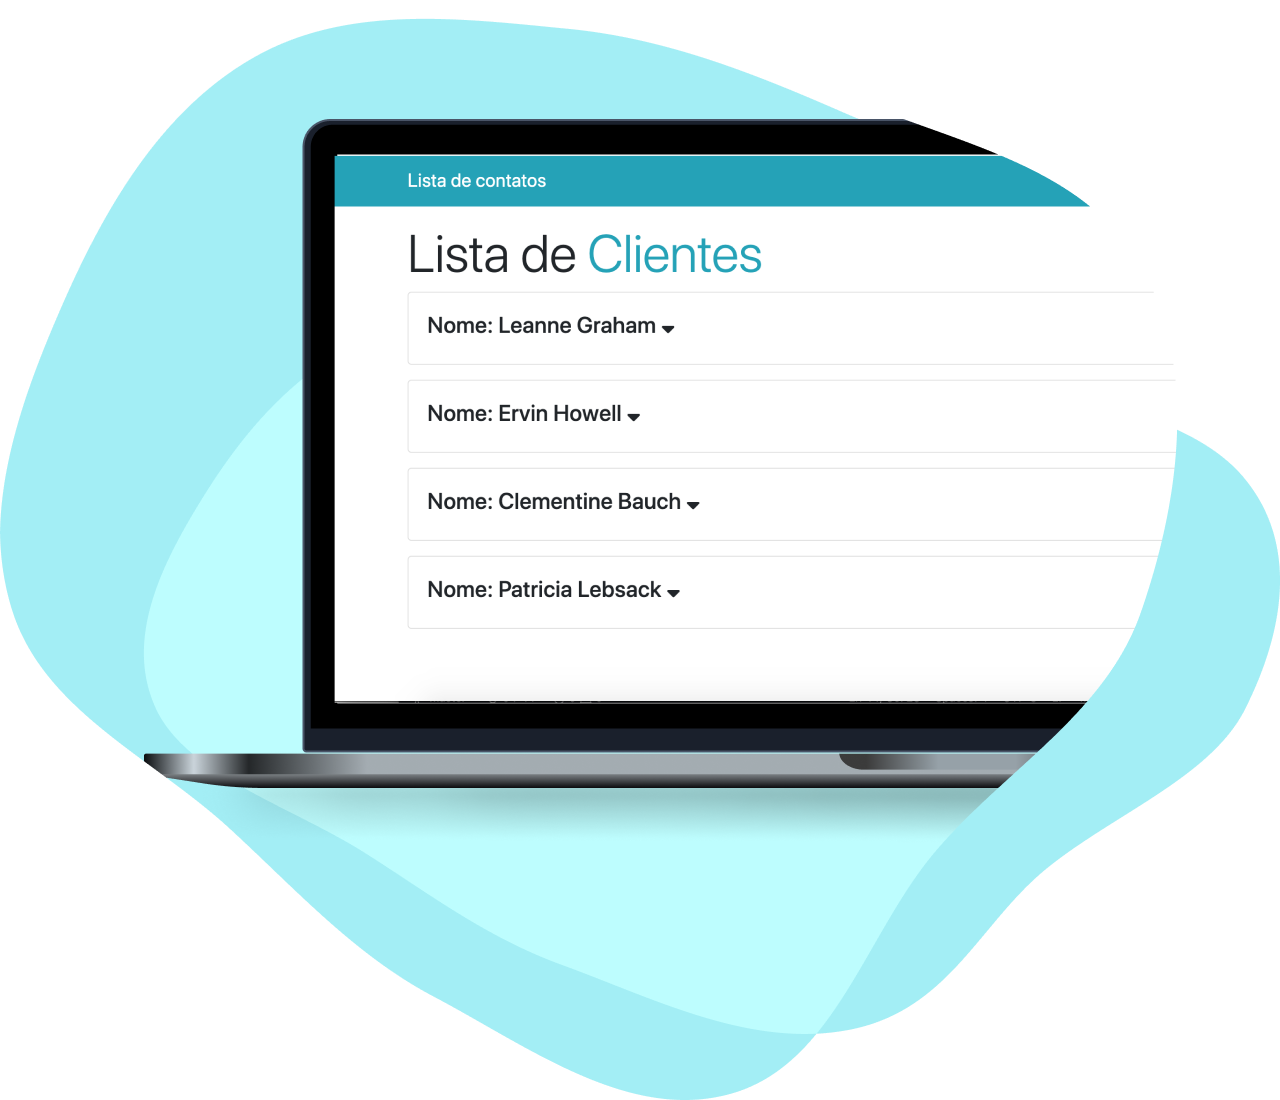 Lista de contatos
Lista de Clientes
Nome: Leanne Graham
Nome: Ervin Howell
Nome: Clementine Bauch
Nome: Patricia Lebsack